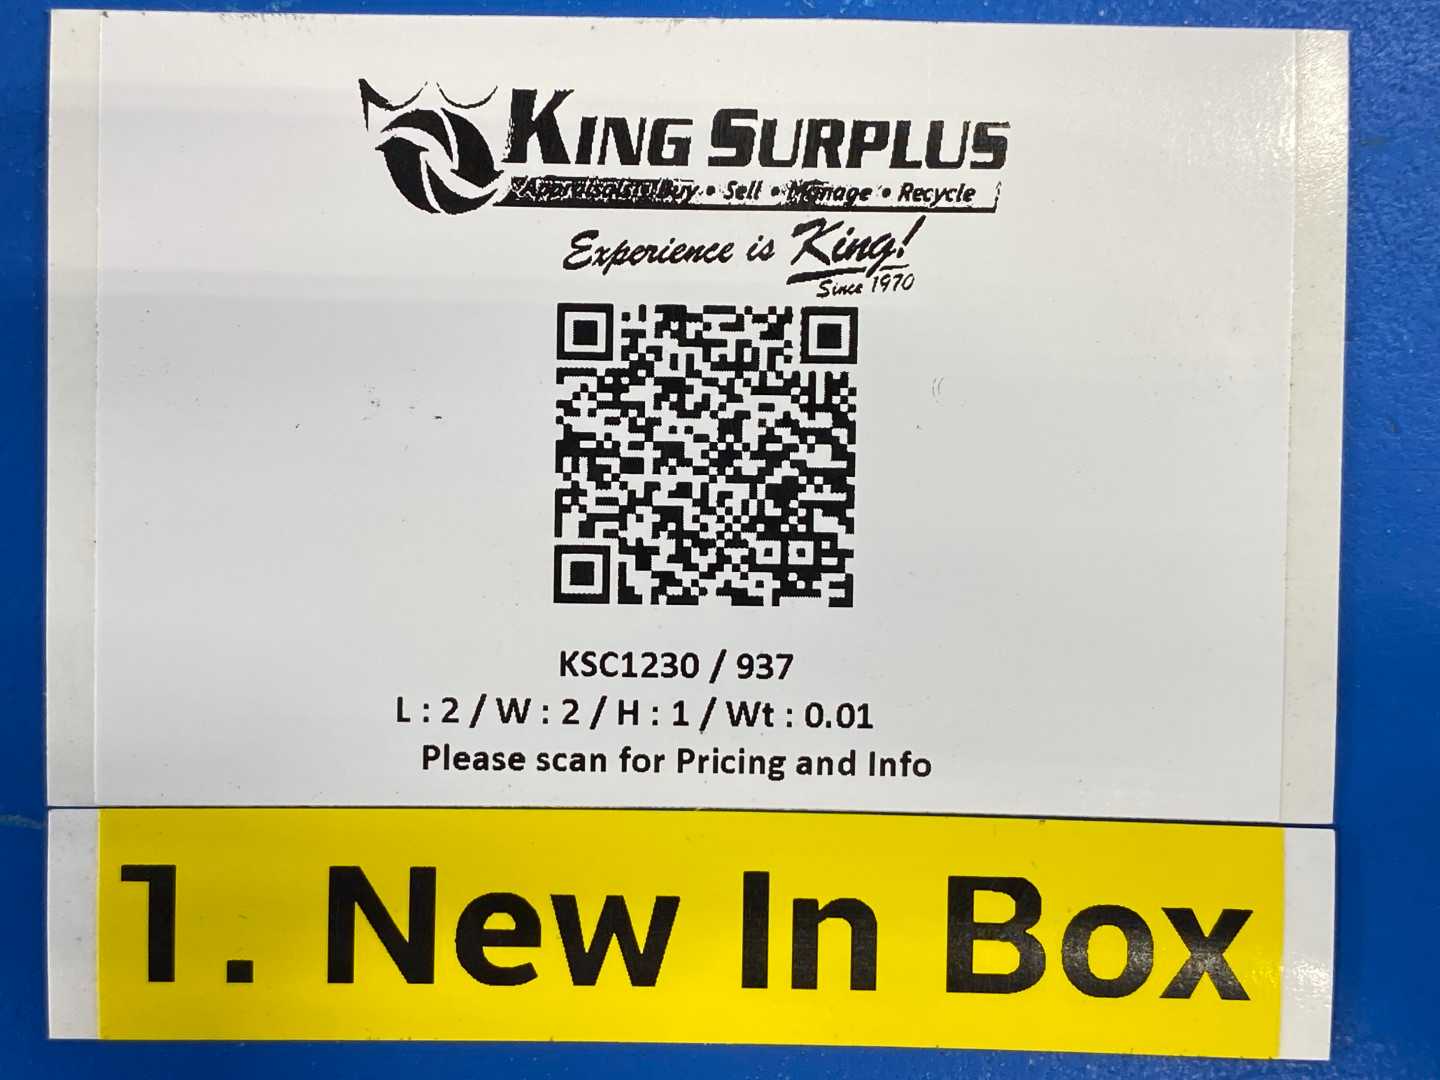 KING SURPLUS
Appraisals • Buy • Sell • Manage • Recycle
Experience is King!
Since 1970
KSC1230 / 937
L : 2 / W : 2 / H : 1 / Wt : 0.01
Please scan for Pricing and Info
1. New In Box